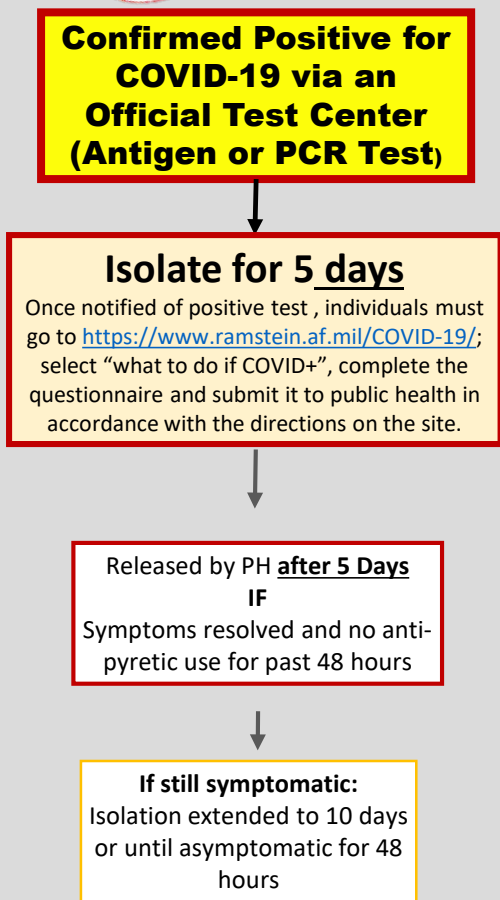 Confirmed Positive for
COVID-19 via an
Official Test Center
(Antigen or PCR Test)
Isolate for 5 days
Once notified of positive test , individuals must
go to https://www.ramstein.af.mil/COVID-19/;
select “what to do if COVID+”, complete the
questionnaire and submit it to public health in
accordance with the directions on the site.
Released by PH after 5 Days
IF
Symptoms resolved and no anti-
pyretic use for past 48 hours
If still symptomatic:
Isolation extended to 10 days
or until asymptomatic for 48
hours